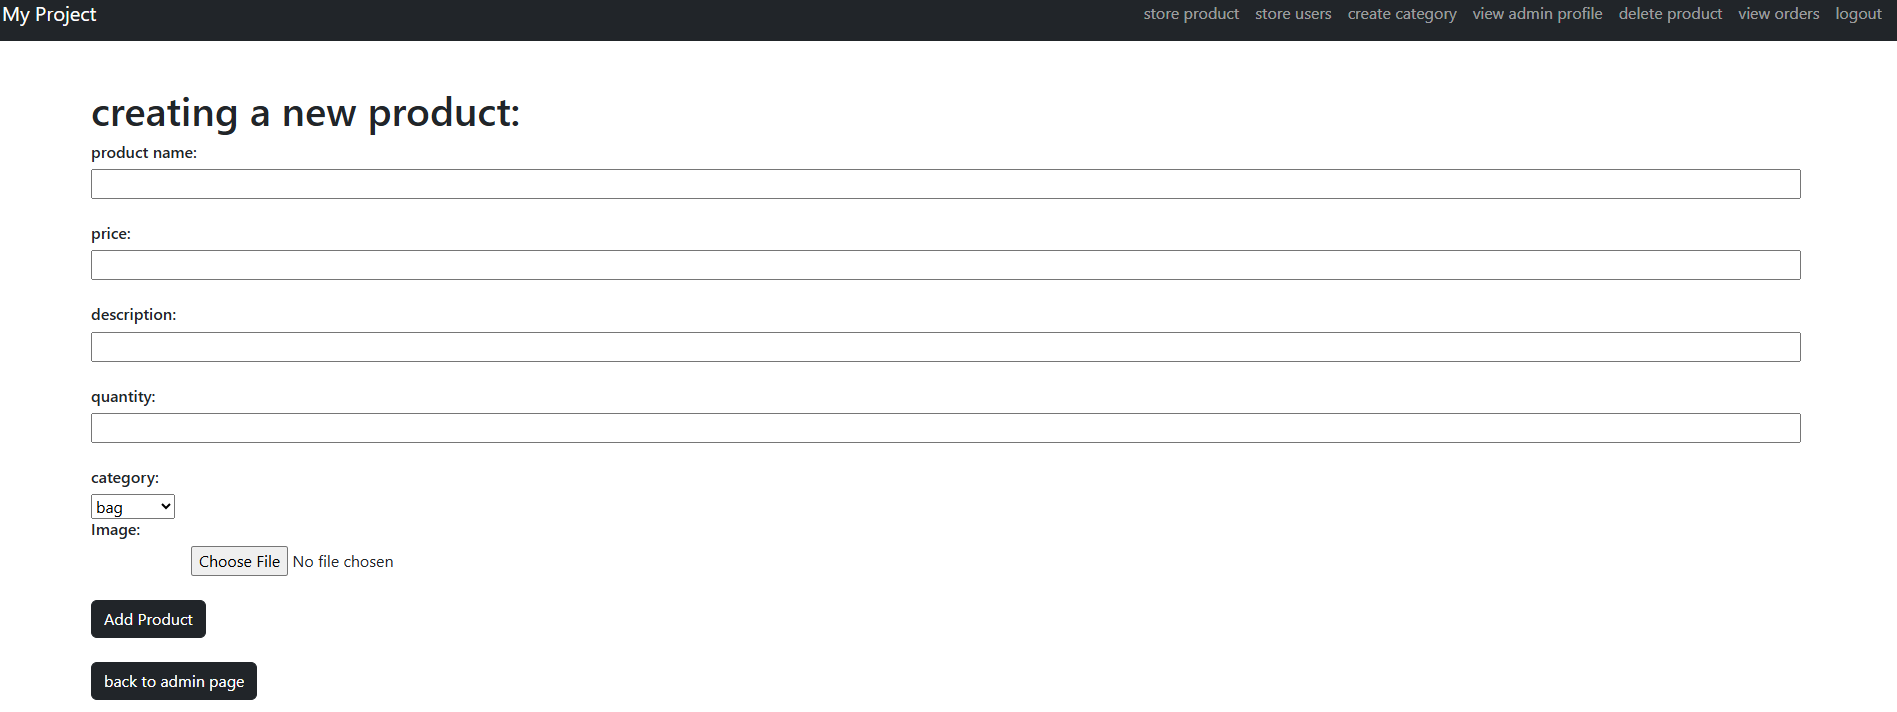 My Project store product store users create category view admin profile delete product view orders logout
creating a new product:
product name:
price:
description:
quantity:
category:
bag
Image:
Choose File No file chosen
Add Product
back to admin page